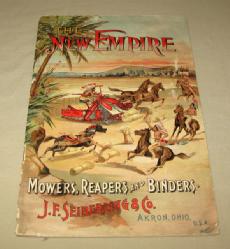 THE
NEW EMPIRE
MOWERS, REAPERS AND BINDERS.
J. F. SEIBERLING & CO.
AKRON, OHIO,
U.S.A.